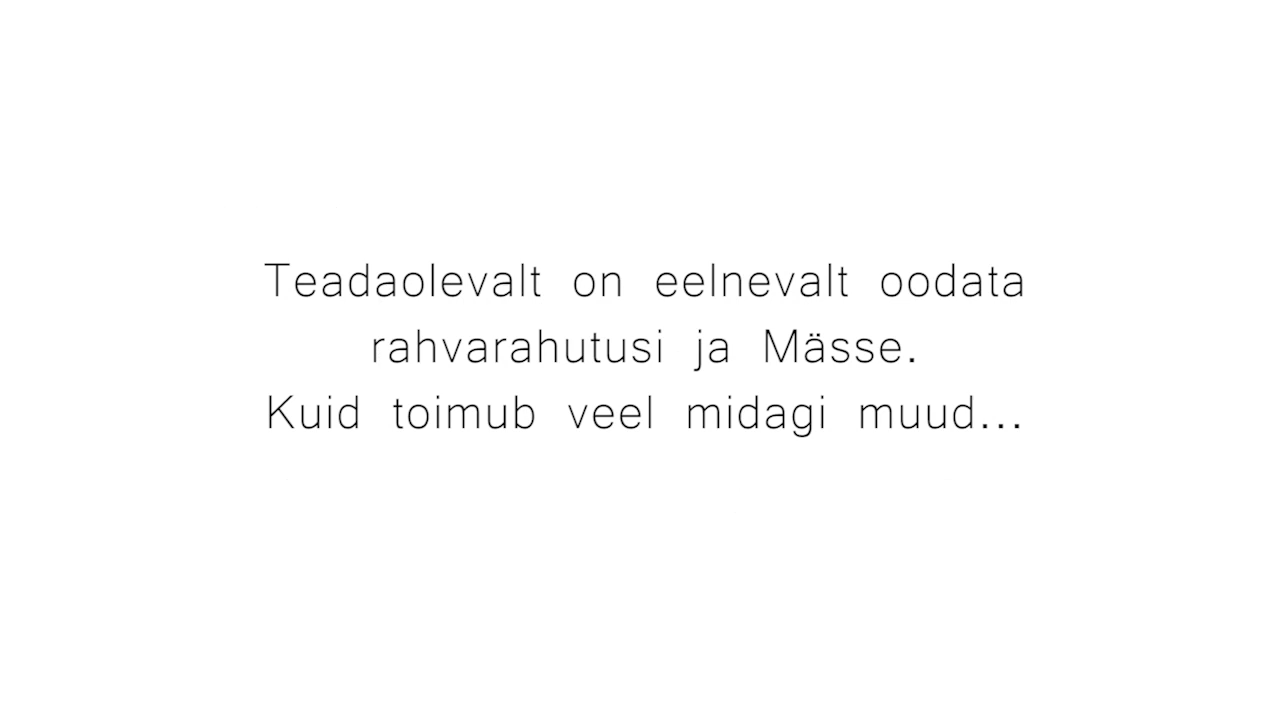 Teadaolevalt on eelnevalt oodata
rahvarahutusi ja Mässe.
Kuid toimub veel midagi muud...